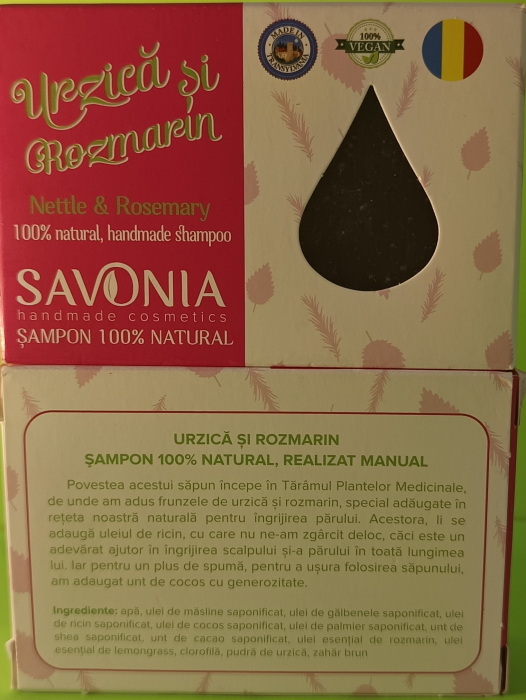 MADE IN
TRANSYLVANIA
100%
VEGAN
Urzică și
Rozmarin
Nettle & Rosemary
100% natural, handmade shampoo
SAVONIA
handmade cosmetics
ȘAMPON 100% NATURAL
URZICĂ ȘI ROZMARIN
ȘAMPON 100% NATURAL, REALIZAT MANUAL
Povestea acestui săpun începe în Tărâmul Plantelor Medicinale,
de unde am adus frunzele de urzică și rozmarin, special adăugate în
rețeta noastră naturală pentru îngrijirea părului. Acestora, li se
adaugă uleiul de ricin, cu care nu ne-am zgârcit deloc, căci este un
adevărat ajutor în îngrijirea scalpului și-a părului în toată lungimea
lui. Iar pentru un plus de spumă, pentru a ușura folosirea săpunului,
am adaugat unt de cocos cu generozitate.
Ingrediente: apă, ulei de măsline saponificat, ulei de gălbenele saponificat, ulei
de ricin saponificat, ulei de cocos saponificat, ulei de palmier saponificat, unt de
shea saponificat, unt de cacao saponificat, ulei esențial de rozmarin, ulei
esențial de lemongrass, clorofilă, pudră de urzică, zahăr brun